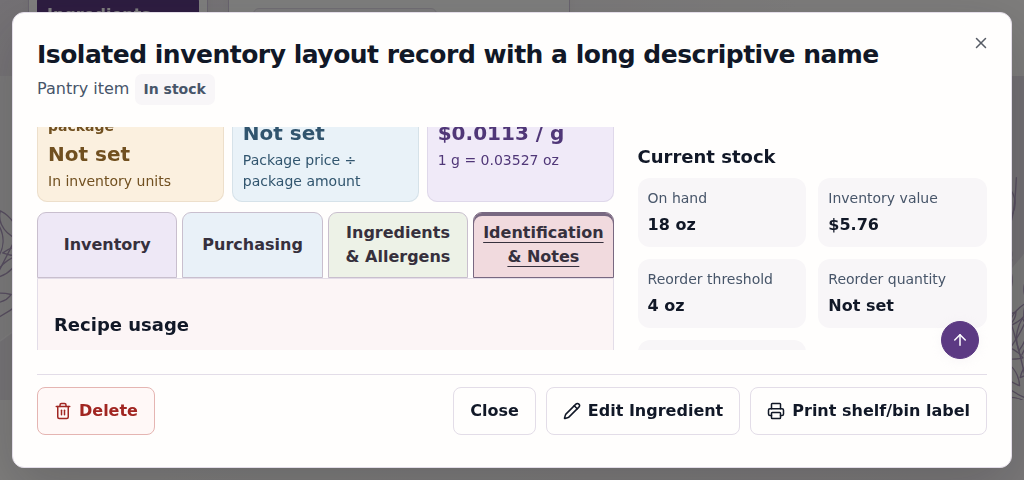 Ingredients
Isolated inventory layout record with a long descriptive name
Pantry item In stock
package
Not set
In inventory units
Not set
Package price ÷
package amount
$0.0113 / g
1 g = 0.03527 oz
Inventory
Purchasing
Ingredients
& Allergens
Identification
& Notes
Recipe usage
Current stock
On hand
18 oz
Inventory value
$5.76
Reorder threshold
4 oz
Reorder quantity
Not set
Delete
Close
Edit Ingredient
Print shelf/bin label